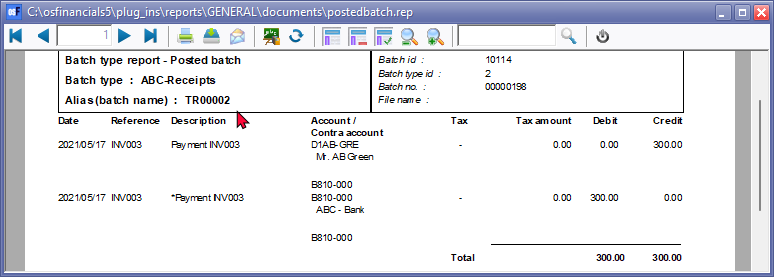 C:\osfinancials5\plug_ins\reports\GENERAL\documents\postedbatch.rep
1
Batch type report - Posted batch
Batch type : ABC-Receipts
Alias(batch name) : TR00002
Batch id : 10114
Batch type id : 2
Batch no. : 00000198
File name :
Date Reference Description Account / Contra account Tax Tax amount Debit Credit
2021/05/17 INV003 Payment INV003 D1AB-GRE - 0.00 0.00 300.00
Mr. AB Green
B810-000
2021/05/17 INV003 *Payment INV003 B810-000 - 0.00 300.00 0.00
ABC - Bank
B810-000
Total 300.00 300.00